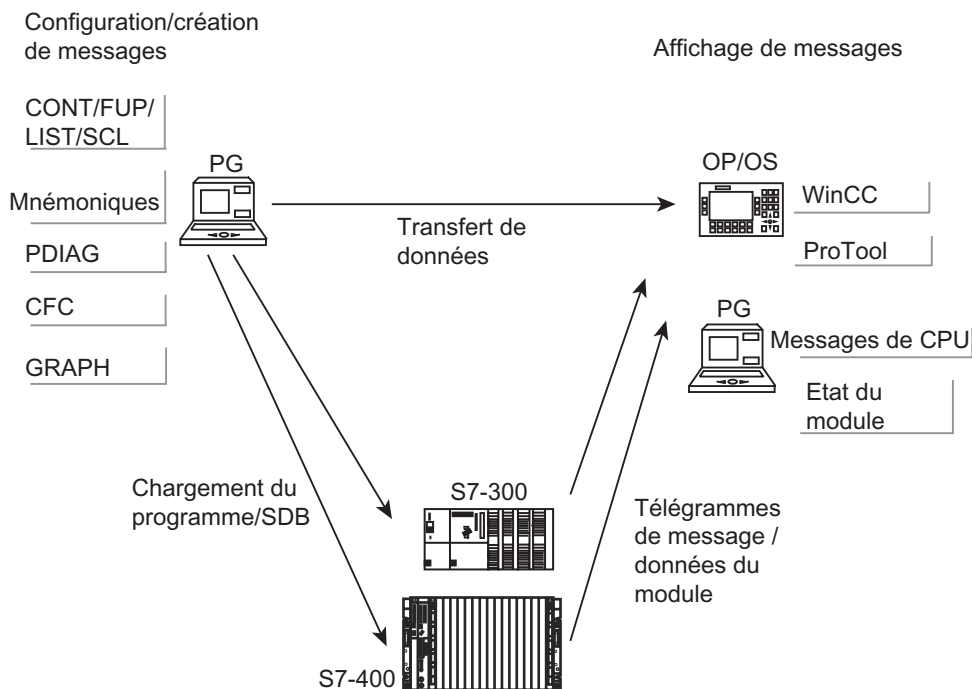 Configuration/création
de messages
Affichage de messages
CONT/FUP/
LIST/SCL
PG
OP/OS
Mnémoniques
WinCC
Transfert de
données
PDIAG
ProTool
CFC
PG
Messages de CPU
GRAPH
Etat du
module
Chargement du
programme/SDB
S7-300
Télégrammes
de message /
données du
module
S7-400